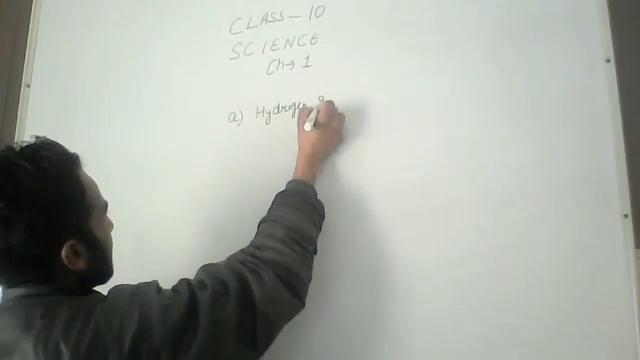 CLASS - 10
SCIENCE
Ch → 1
a) Hydrogen